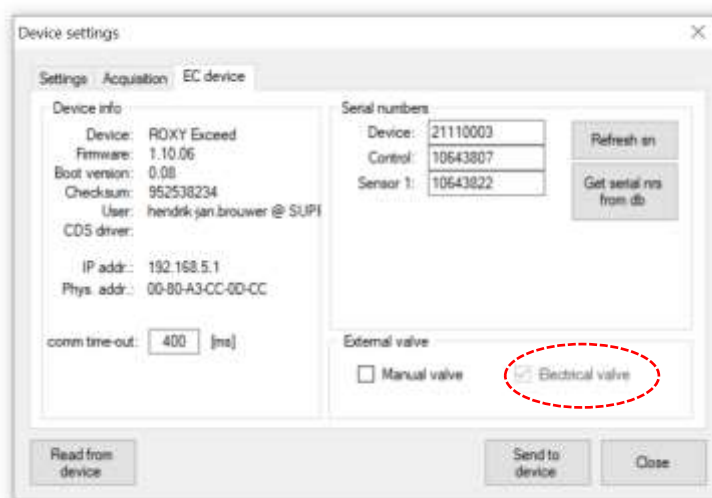 Device settings
Settings Acquisition EC device
Device info
Device: ROXY Exceed
Firmware: 1.10.06
Boot version: 0.08
Checksum: 952538234
User: hendrik-jan.brouwer @ SUPI
CDS driver:
IP addr.: 192.168.5.1
Phys. addr.: 00-80-A3-CC-0D-CC
comm time-out: 400 [ms]
Serial numbers
Device: 21110003
Control: 10643807
Sensor 1: 10643822
Refresh sn
Get serial nrs
from db
External valve
Manual valve
Electrical valve
Read from
device
Send to
device
Close